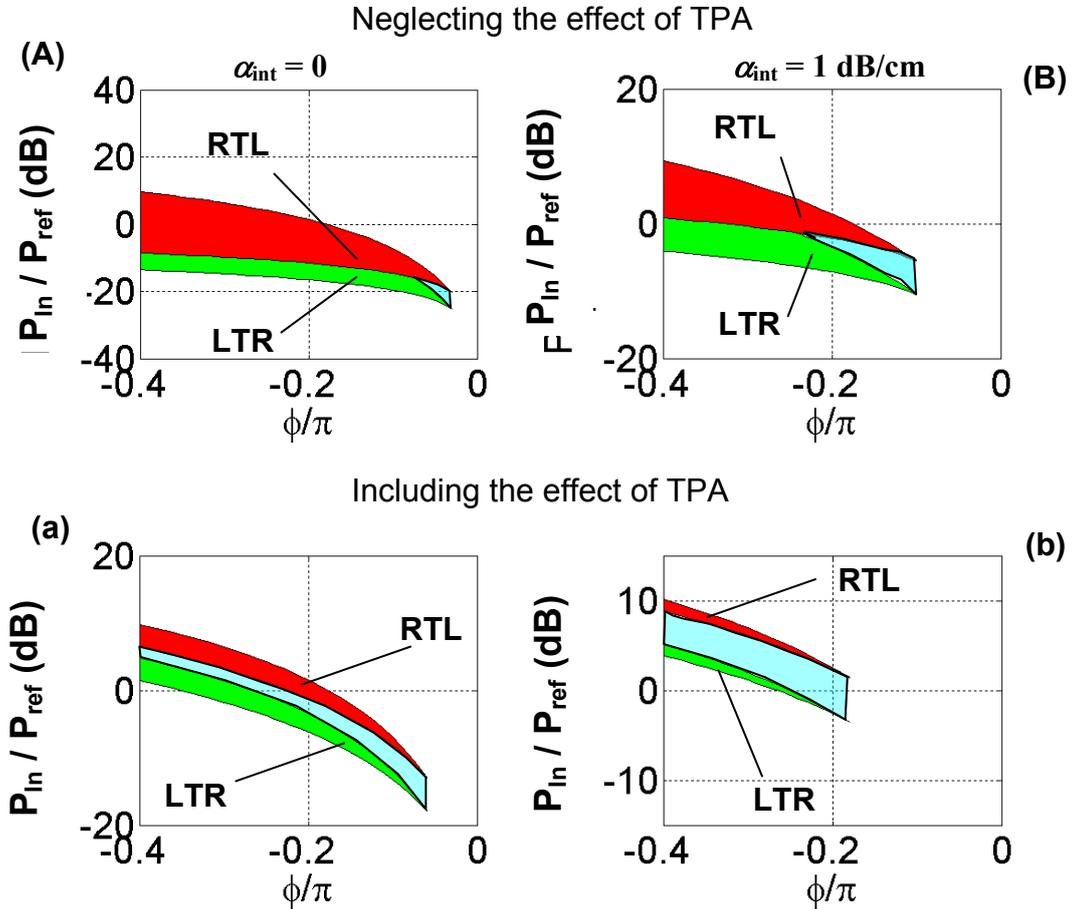 Neglecting the effect of TPA
(A)
α_int = 0
40
20
0
-20
-40
-0.4
-0.2
0
P_In / P_ref (dB)
ϕ/π
RTL
LTR
(B)
α_int = 1 dB/cm
20
0
-20
-0.4
-0.2
0
F P_In / P_ref (dB)
ϕ/π
RTL
LTR
Including the effect of TPA
(a)
20
0
-20
-0.4
-0.2
0
P_In / P_ref (dB)
ϕ/π
RTL
LTR
(b)
10
0
-10
-0.4
-0.2
0
P_In / P_ref (dB)
ϕ/π
RTL
LTR